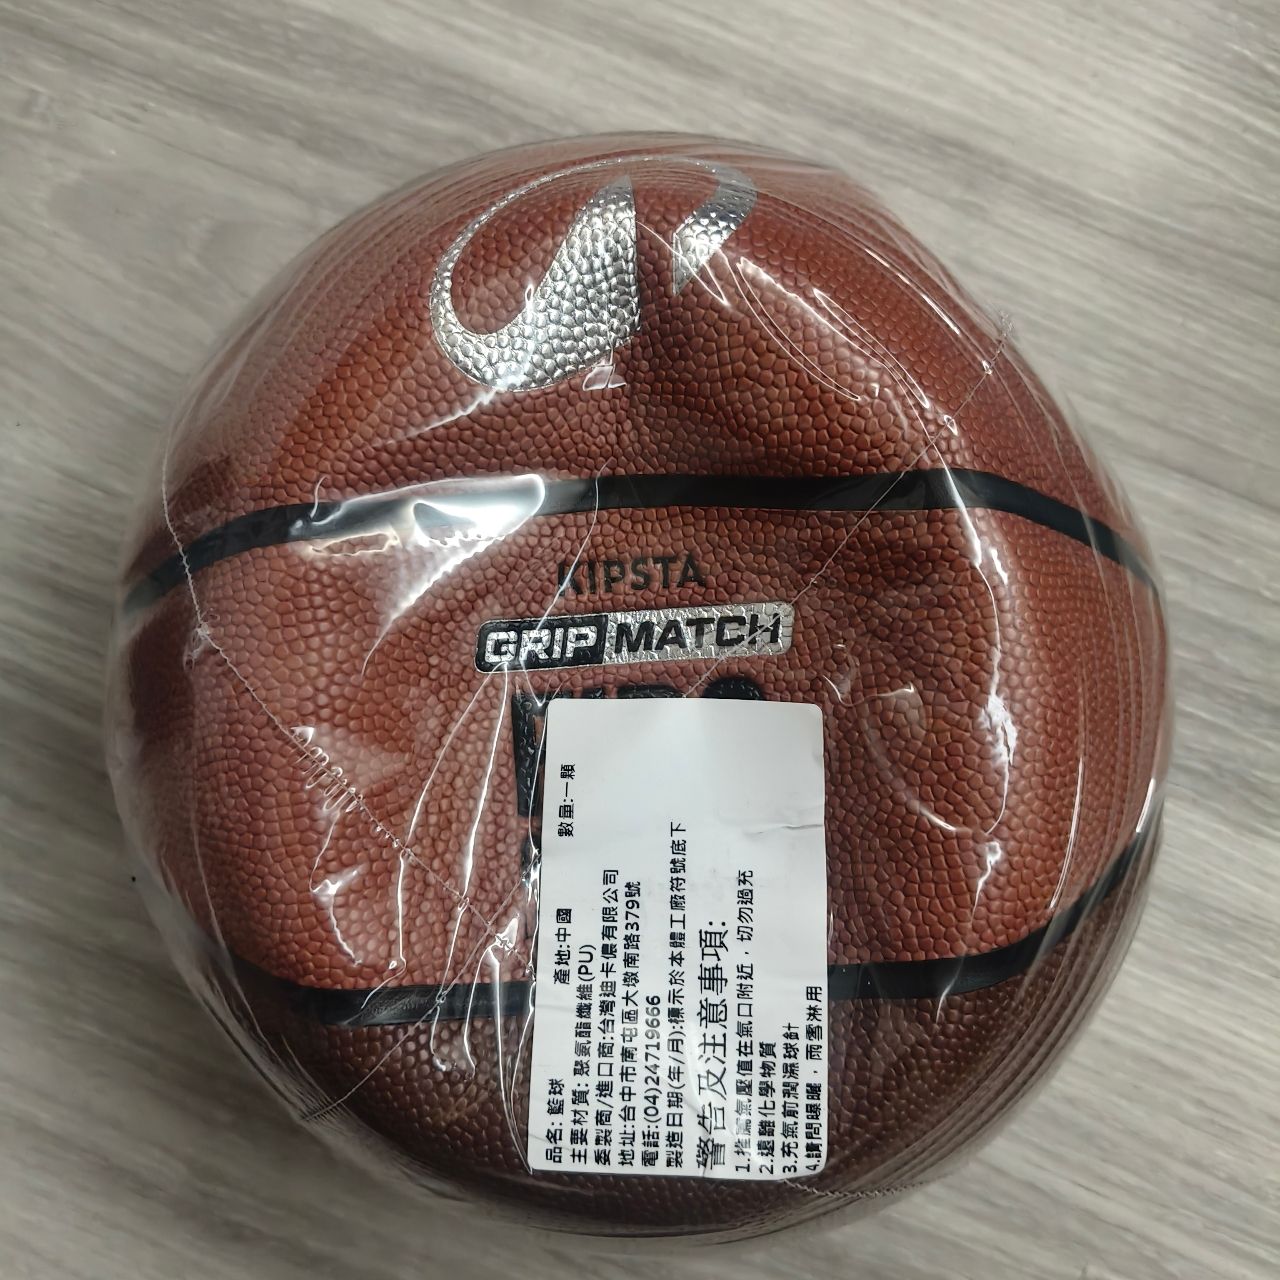 KIPSTA
GRIP MATCH
品名: 籃球 產地:中國 數量:一顆
主要材質: 聚氨酯纖維(PU)
委製商/進口商:台灣迪卡儂有限公司
地址:台中市南屯區大墩南路379號
電話:(04)24719666
製造日期(年/月):標示於本體工廠符號底下
警告及注意事項:
1.推薦氣壓值在氣口附近，切勿過充
2.遠離化學物質
3.充氣前潤濕球針
4.請勿曝曬，雨雪淋用